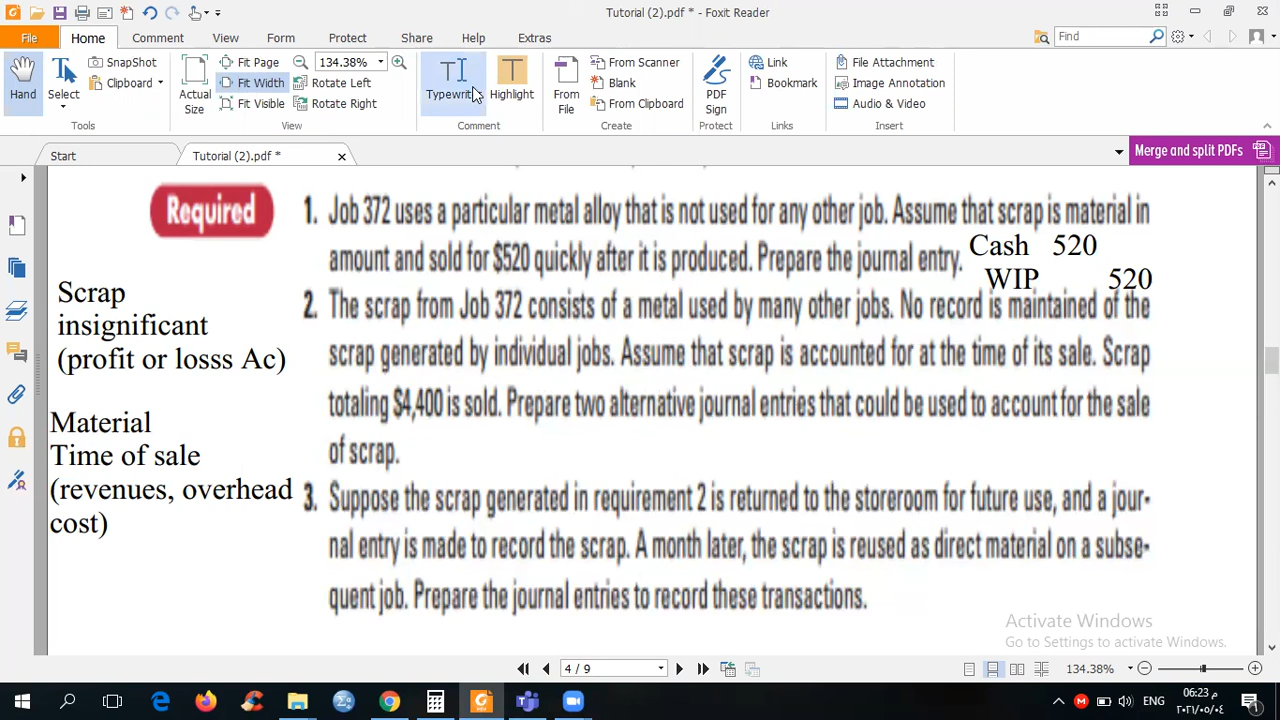 Tutorial (2).pdf * - Foxit Reader
File
Home
Comment
View
Form
Protect
Share
Help
Extras
Find
Hand
Select
SnapShot
Clipboard
Tools
Actual
Size
Fit Page
Fit Width
Fit Visible
134.38%
Rotate Left
Rotate Right
View
Typewriter
Highlight
Comment
From
File
From Scanner
Blank
From Clipboard
Create
PDF
Sign
Protect
Link
Bookmark
Links
File Attachment
Image Annotation
Audio & Video
Insert
Start
Tutorial (2).pdf *
Merge and split PDFs
Required
1. Job 372 uses a particular metal alloy that is not used for any other job. Assume that scrap is material in
amount and sold for $520 quickly after it is produced. Prepare the journal entry.
Cash 520
WIP 520
2. The scrap from Job 372 consists of a metal used by many other jobs. No record is maintained of the
scrap generated by individual jobs. Assume that scrap is accounted for at the time of its sale. Scrap
totaling $4,400 is sold. Prepare two alternative journal entries that could be used to account for the sale
of scrap.
3. Suppose the scrap generated in requirement 2 is returned to the storeroom for future use, and a jour-
nal entry is made to record the scrap. A month later, the scrap is reused as direct material on a subse-
quent job. Prepare the journal entries to record these transactions.
Scrap
insignificant
(profit or losss Ac)
Material
Time of sale
(revenues, overhead
cost)
Activate Windows
Go to Settings to activate Windows.
4 / 9
134.38%
ENG
06:23 م
٢٠٢١/٠٥/٠٤